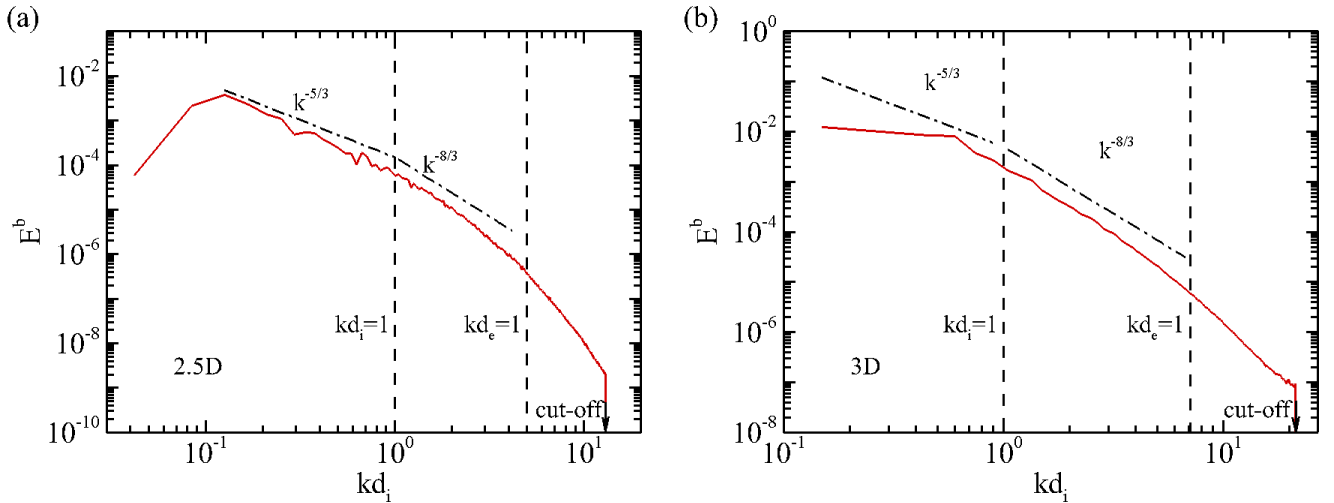 (a)
10^-2
10^-4
10^-6
10^-8
10^-10
E^b
k^-5/3
k^-8/3
kd_i=1
kd_e=1
2.5D
cut-off
10^-1
10^0
10^1
kd_i
(b)
10^0
10^-2
10^-4
10^-6
10^-8
E^b
k^-5/3
k^-8/3
kd_i=1
kd_e=1
3D
cut-off
10^-1
10^0
10^1
kd_i